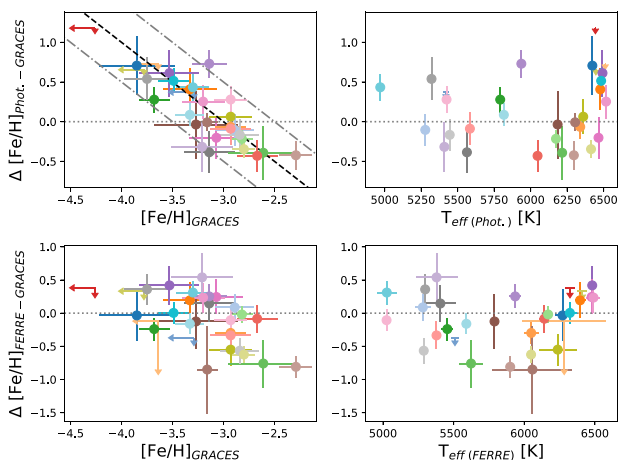 Δ [Fe/H]Phot. − GRACES
1.0
0.5
0.0
−0.5
−4.5 −4.0 −3.5 −3.0 −2.5
[Fe/H]GRACES
1.0
0.5
0.0
−0.5
5000 5250 5500 5750 6000 6250 6500
Teff (Phot.) [K]
Δ [Fe/H]FERRE − GRACES
1.0
0.5
0.0
−0.5
−1.0
−1.5
−4.5 −4.0 −3.5 −3.0 −2.5
[Fe/H]GRACES
1.0
0.5
0.0
−0.5
−1.0
−1.5
5000 5500 6000 6500
Teff (FERRE) [K]